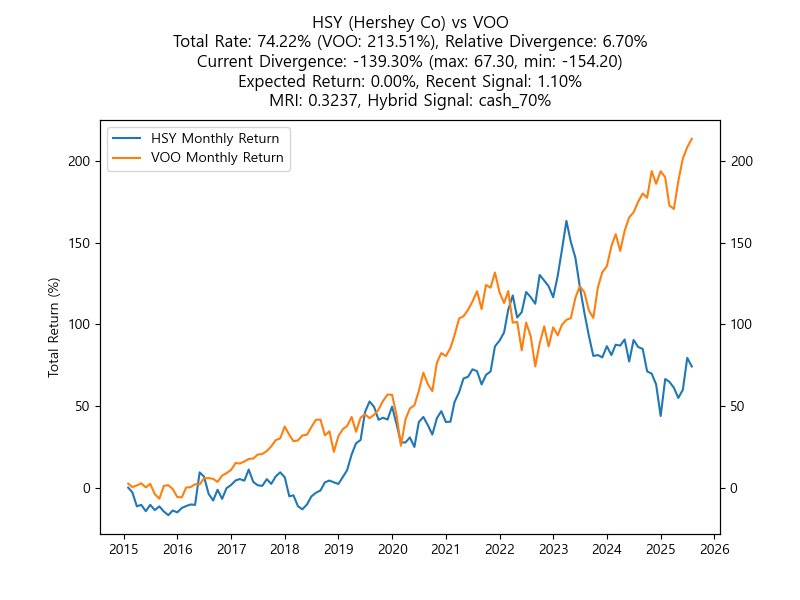 HSY (Hershey Co) vs VOO
Total Rate: 74.22% (VOO: 213.51%), Relative Divergence: 6.70%
Current Divergence: -139.30% (max: 67.30, min: -154.20)
Expected Return: 0.00%, Recent Signal: 1.10%
MRI: 0.3237, Hybrid Signal: cash_70%
HSY Monthly Return
VOO Monthly Return
Total Return (%)
200
150
100
50
0
200
150
100
50
0
2015 2016 2017 2018 2019 2020 2021 2022 2023 2024 2025 2026